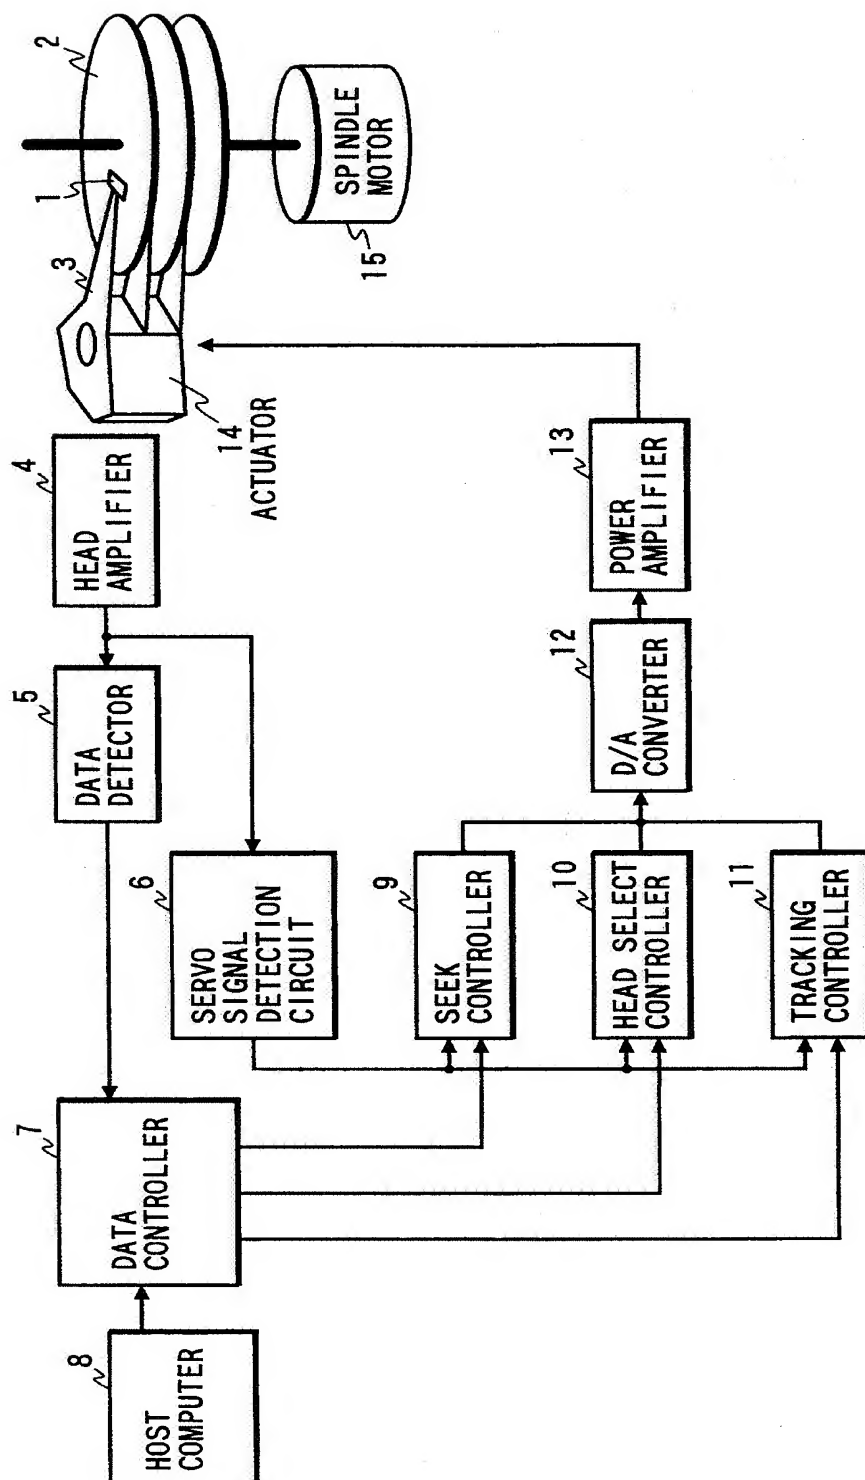 8
HOST
COMPUTER
7
DATA
CONTROLLER
5
DATA
DETECTOR
4
HEAD
AMPLIFIER
3
1
2
14
ACTUATOR
15
SPINDLE
MOTOR
6
SERVO
SIGNAL
DETECTION
CIRCUIT
9
SEEK
CONTROLLER
10
HEAD SELECT
CONTROLLER
11
TRACKING
CONTROLLER
12
D/A
CONVERTER
13
POWER
AMPLIFIER